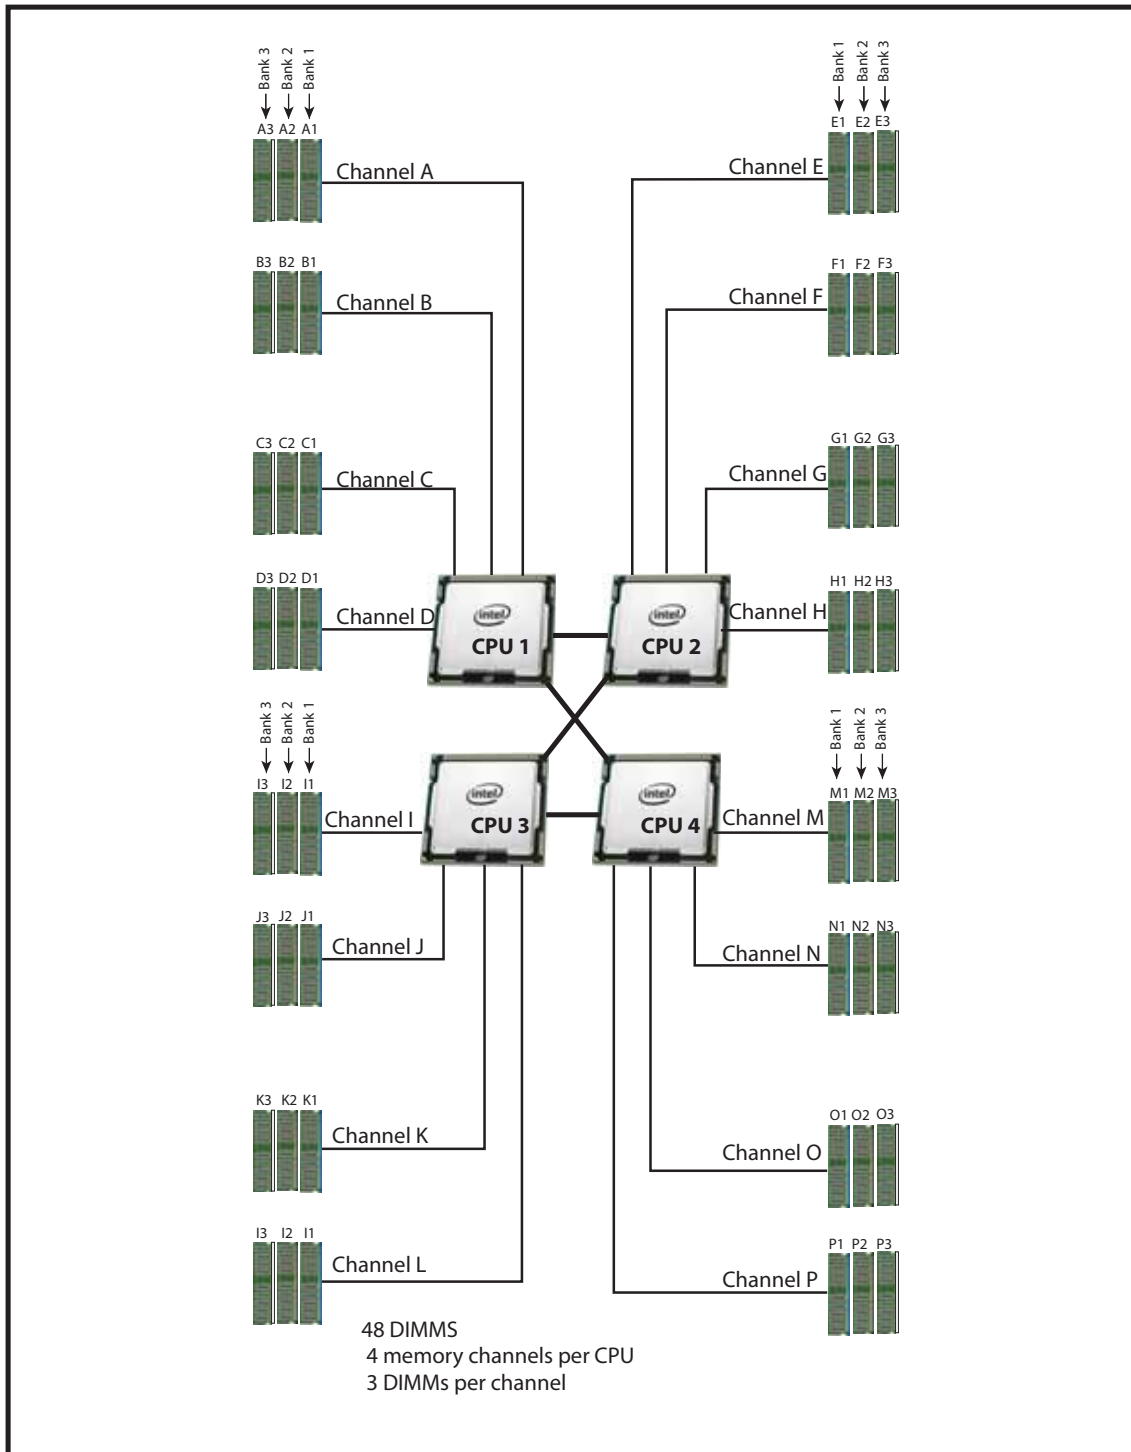 Bank 3 Bank 2 Bank 1
A3 A2 A1
Channel A
B3 B2 B1
Channel B
C3 C2 C1
Channel C
D3 D2 D1
Channel D
Bank 1 Bank 2 Bank 3
E1 E2 E3
Channel E
F1 F2 F3
Channel F
G1 G2 G3
Channel G
H1 H2 H3
Channel H
intel
CPU 1
intel
CPU 2
intel
CPU 3
intel
CPU 4
Bank 3 Bank 2 Bank 1
I3 I2 I1
Channel I
J3 J2 J1
Channel J
K3 K2 K1
Channel K
I3 I2 I1
Channel L
Bank 1 Bank 2 Bank 3
M1 M2 M3
Channel M
N1 N2 N3
Channel N
O1 O2 O3
Channel O
P1 P2 P3
Channel P
48 DIMMS
4 memory channels per CPU
3 DIMMs per channel